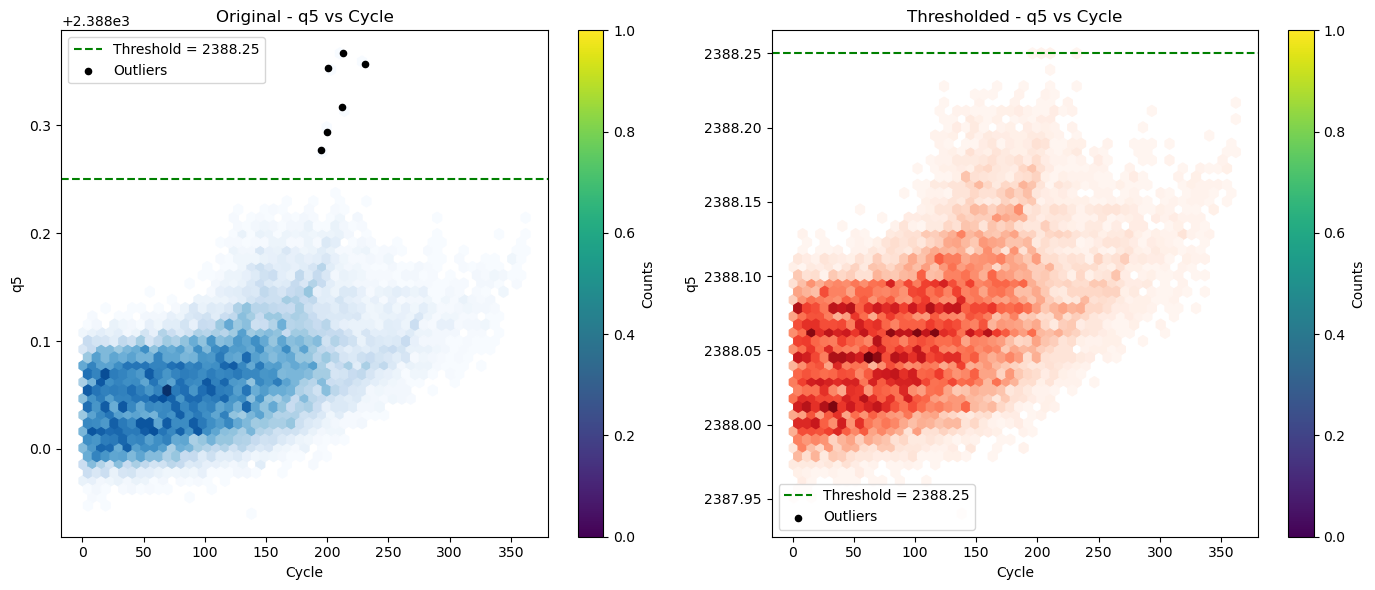 Original - q5 vs Cycle
+2.388e3
Threshold = 2388.25
Outliers
0.3
0.2
0.1
0.0
q5
0 50 100 150 200 250 300 350
Cycle
1.0
0.8
0.6
0.4
0.2
0.0
Counts
Thresholded - q5 vs Cycle
2388.25
2388.20
2388.15
2388.10
2388.05
2388.00
2387.95
q5
Threshold = 2388.25
Outliers
0 50 100 150 200 250 300 350
Cycle
1.0
0.8
0.6
0.4
0.2
0.0
Counts